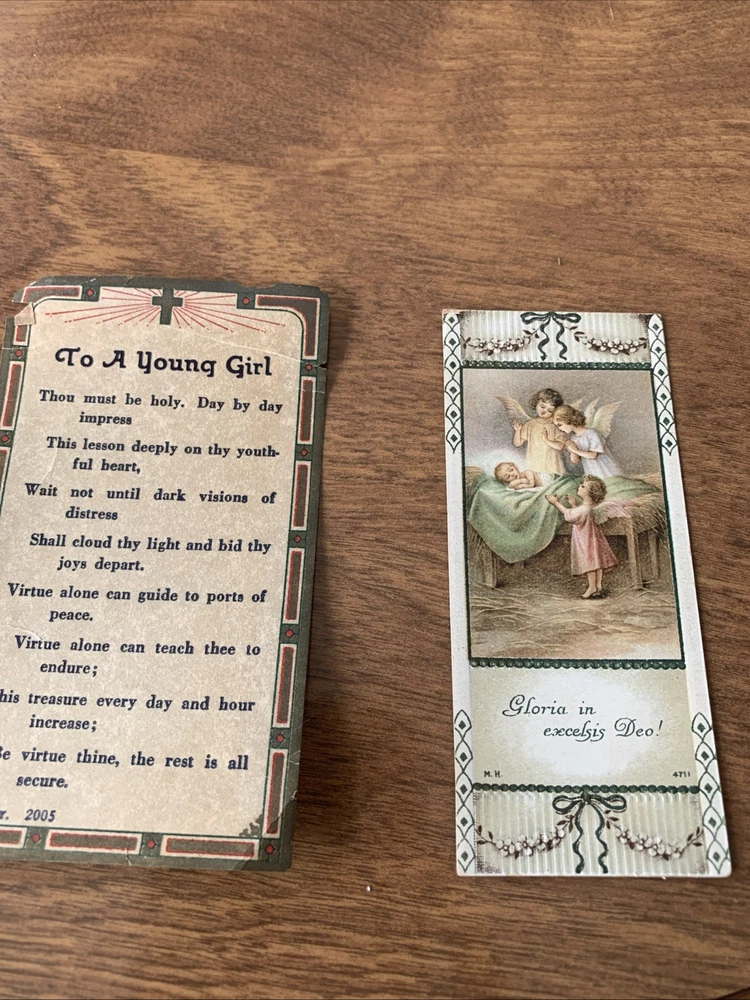 To A Young Girl
Thou must be holy. Day by day
impress
This lesson deeply on thy youth-
ful heart,
Wait not until dark visions of
distress
Shall cloud thy light and bid thy
joys depart.
Virtue alone can guide to ports of
peace.
Virtue alone can teach thee to
endure;
his treasure every day and hour
increase;
Be virtue thine, the rest is all
secure.
r. 2005
Gloria in
excelsis Deo!
M. H. 4751